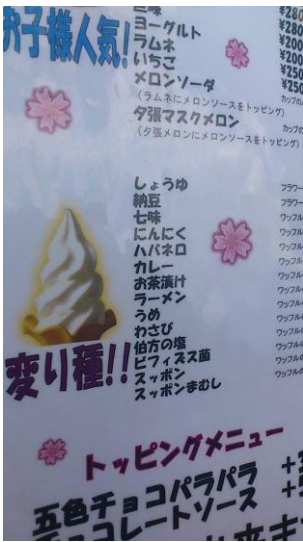 お子様人気!
三味 ¥280
ヨーグルト ¥280
ラムネ ¥200
いちご ¥200
メロンソーダ ¥250
(ラムネにメロンソースをトッピング)
夕張マスクメロン
(夕張メロンにメロンソースをトッピング)
しょうゆ
納豆
七味
にんにく
ハバネロ
カレー
お茶漬け
ラーメン
うめ
わさび
伯方の塩
ビフィズス菌
スッポン
スッポンまむし
変り種!!
トッピングメニュー
五色チョコパラパラ
チョコレートソース